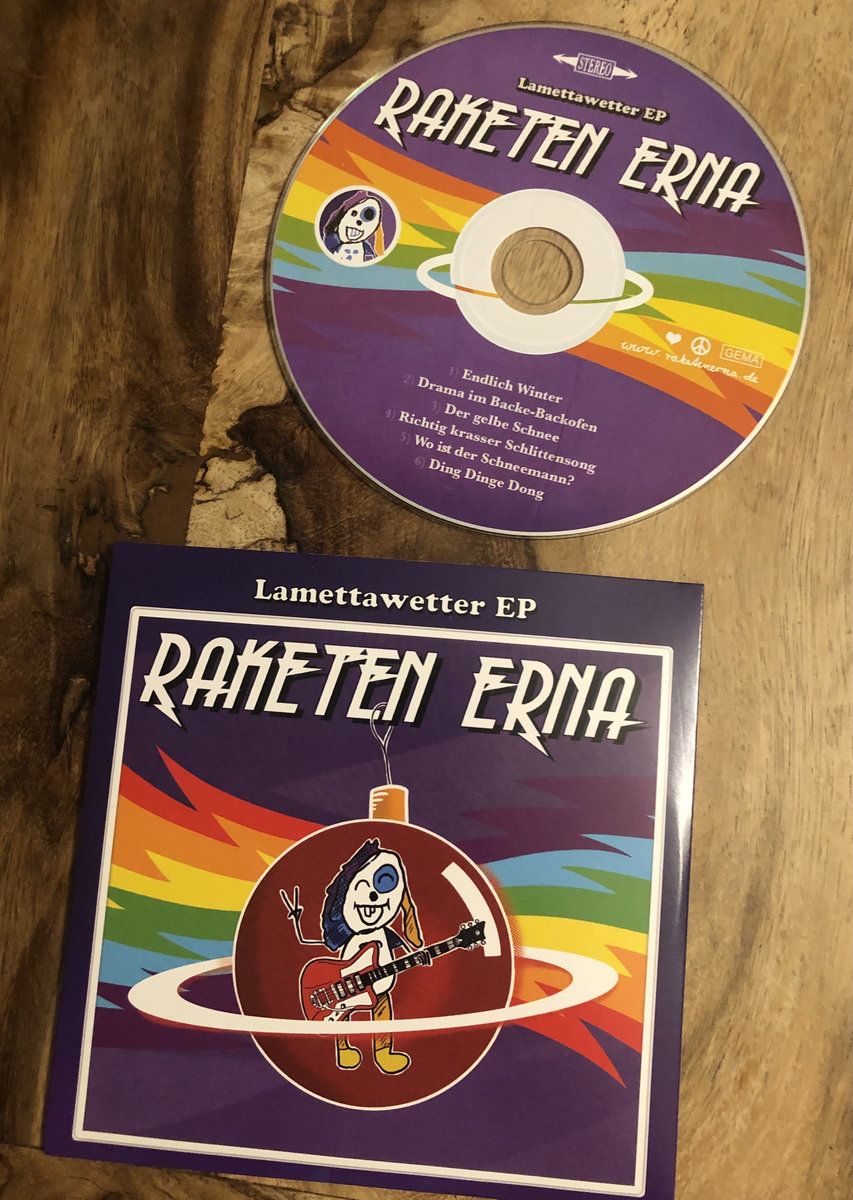 STEREO
Lamettawetter EP
RAKETEN ERNA
GEMA
www.raketenerna.de
1) Endlich Winter
2) Drama im Backe-Backofen
3) Der gelbe Schnee
4) Richtig krasser Schlittensong
5) Wo ist der Schneemann?
6) Ding Dinge Dong
Lamettawetter EP
RAKETEN ERNA